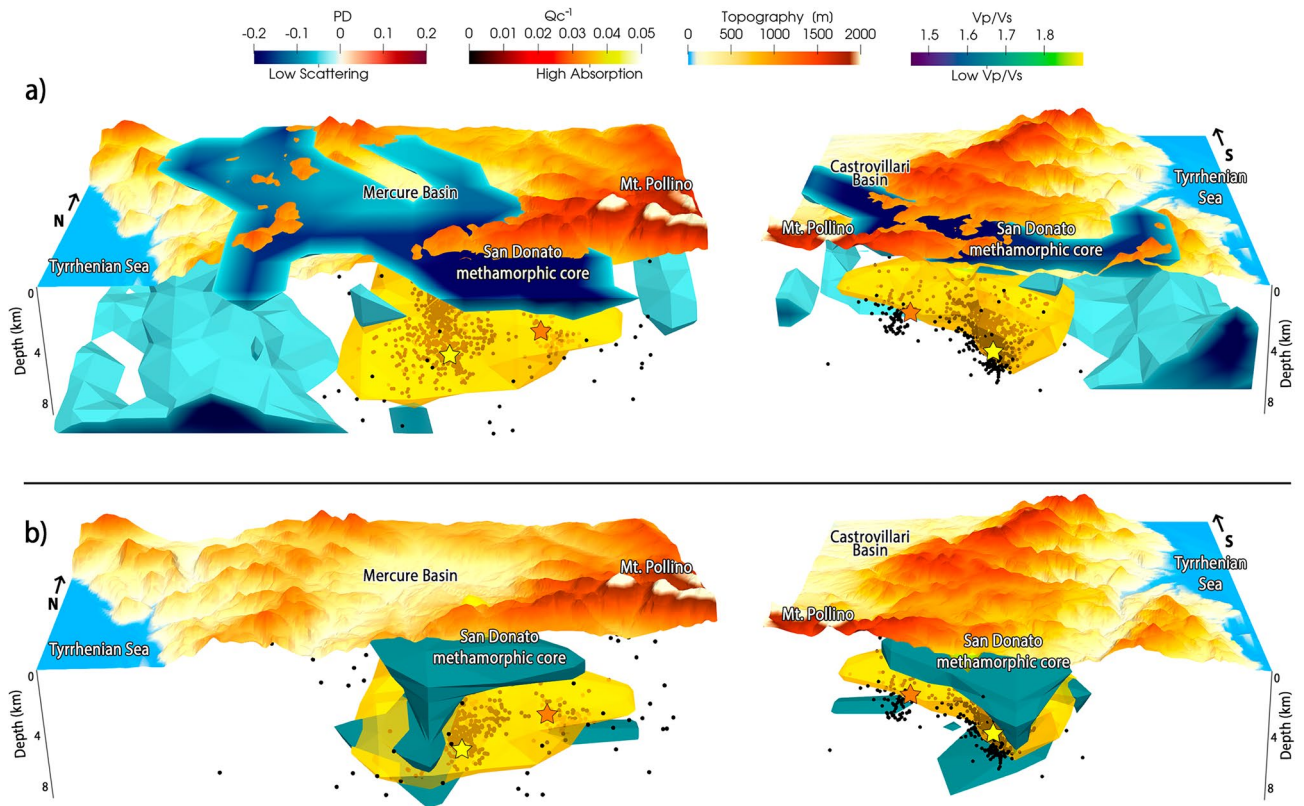 PD
Qc⁻¹
Topography [m]
Vp/Vs
-0.2 -0.1 0 0.1 0.2
0 0.01 0.02 0.03 0.04 0.05
0 500 1000 1500 2000
1.5 1.6 1.7 1.8
Low Scattering
High Absorption
Low Vp/Vs
a)
Mercure Basin
Mt. Pollino
N
Tyrrhenian Sea
San Donato
methamorphic core
0
4
8
Depth (km)
S
Castrovillari
Basin
Tyrrhenian
Sea
Mt. Pollino
San Donato
methamorphic core
0
4
8
Depth (km)
b)
Mercure Basin
Mt. Pollino
N
Tyrrhenian Sea
San Donato
methamorphic core
0
4
8
Depth (km)
S
Castrovillari
Basin
Tyrrhenian
Sea
Mt. Pollino
San Donato
methamorphic core
0
4
8
Depth (km)